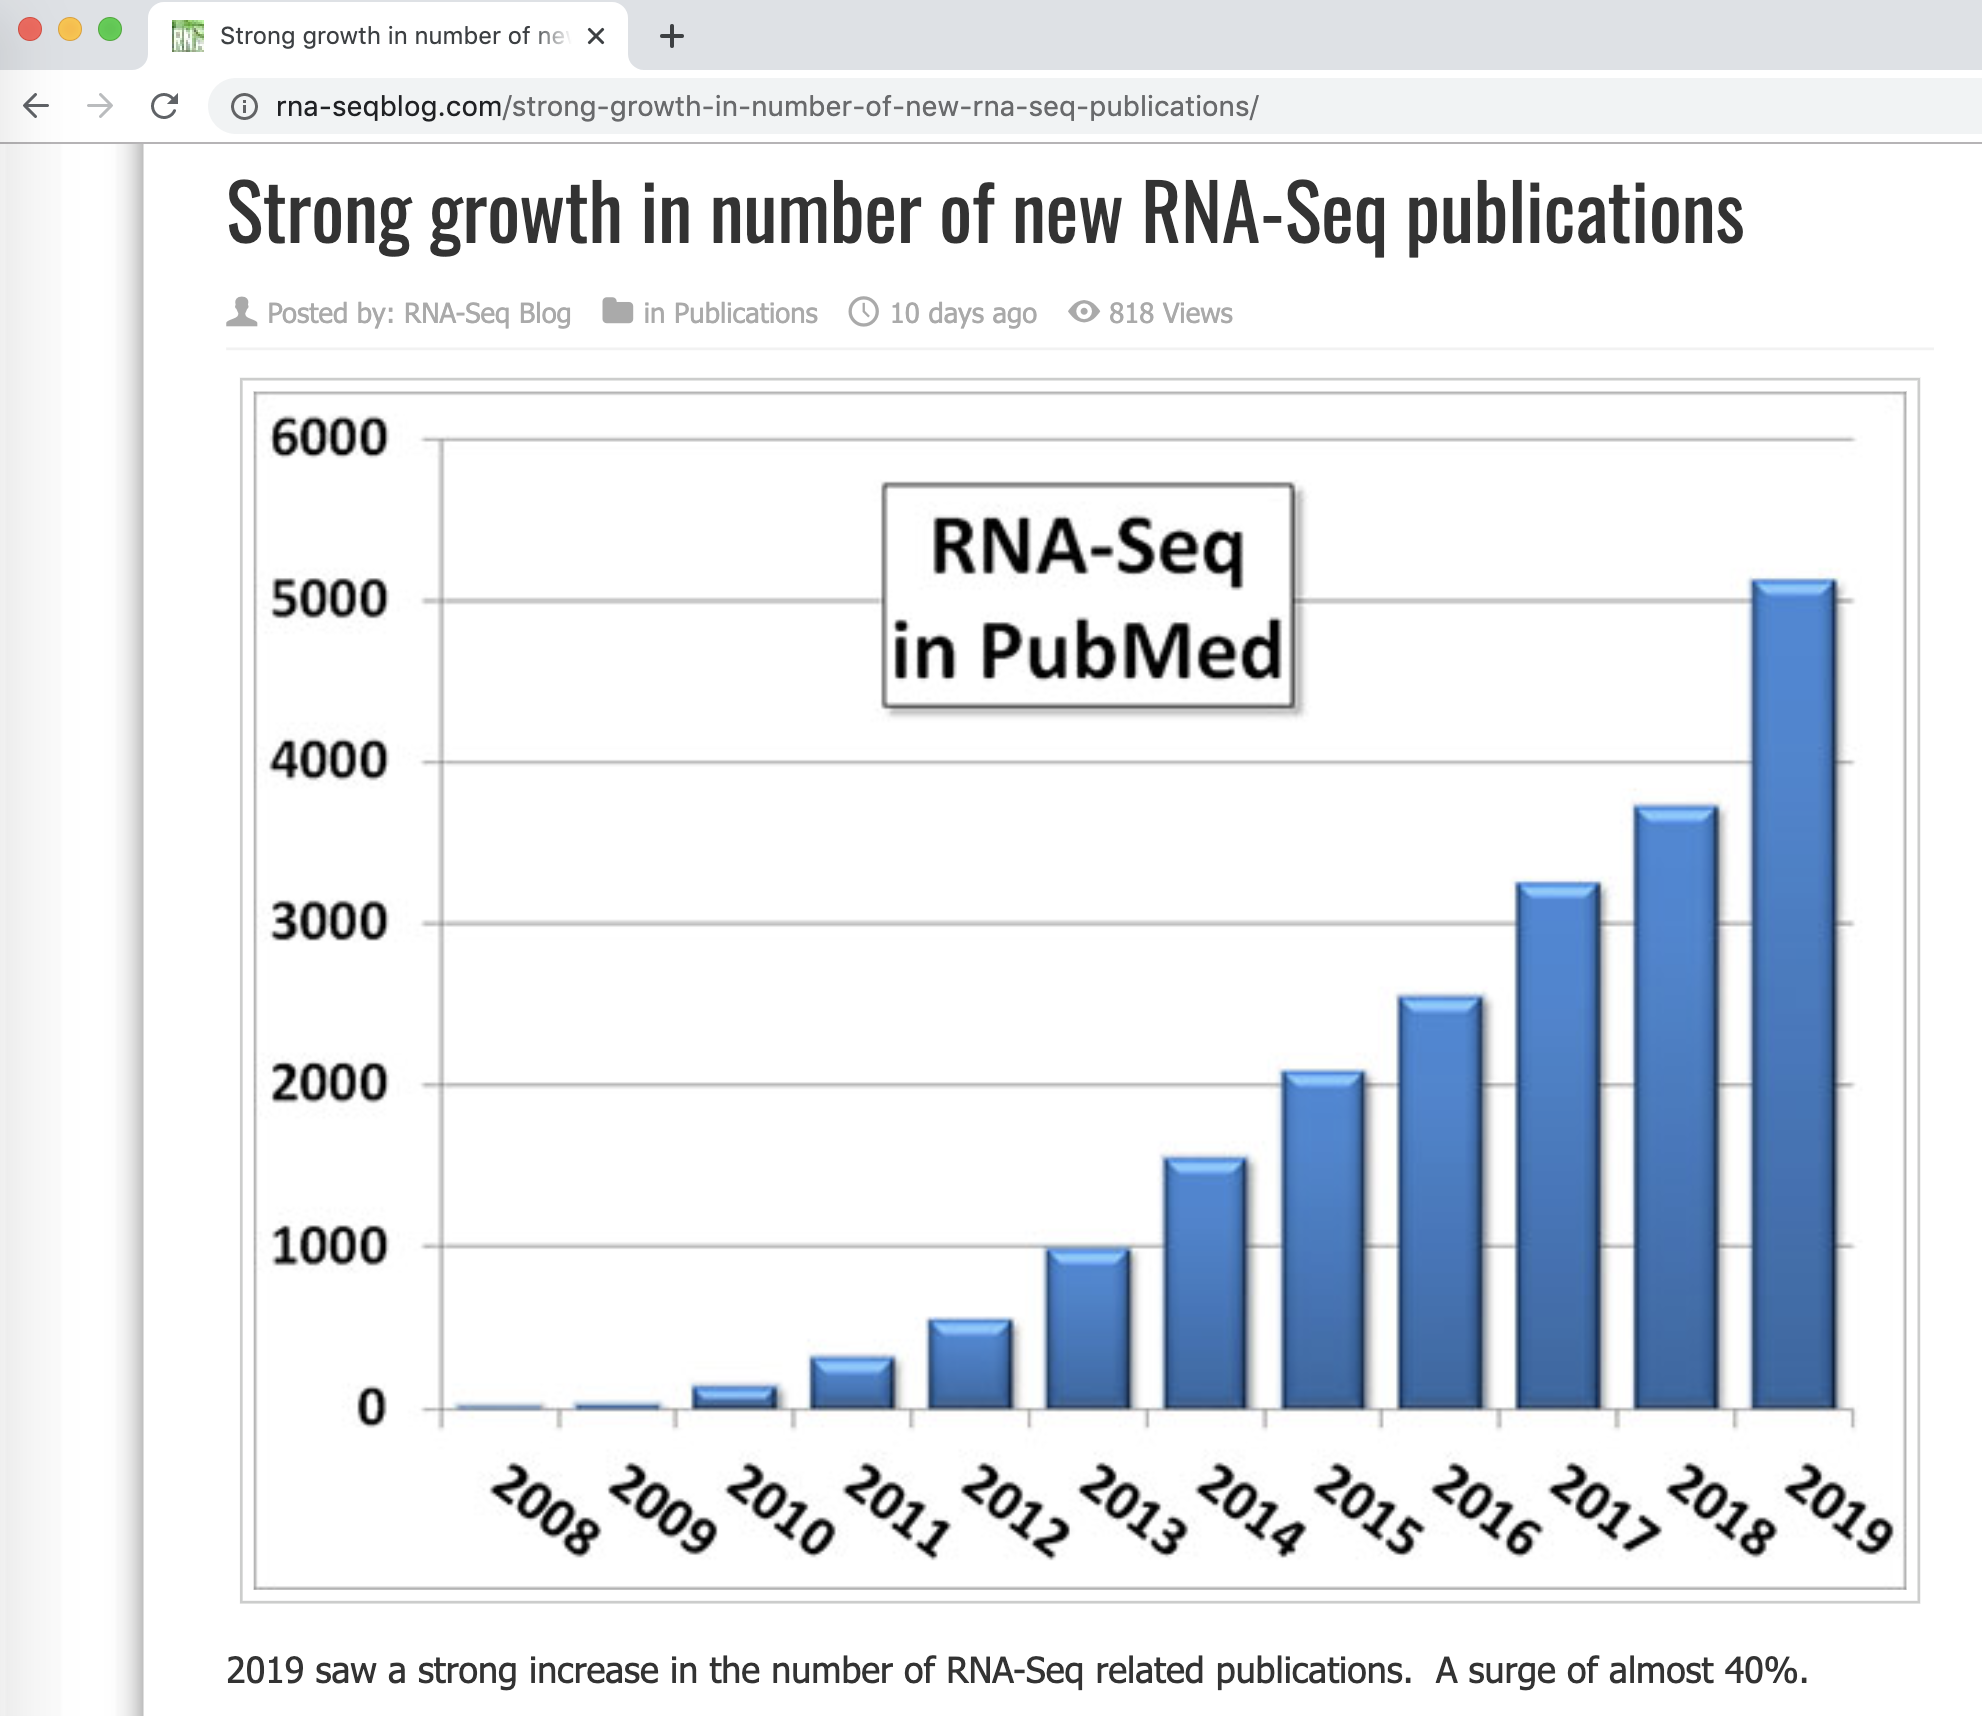 Strong growth in number of ne
rna-seqblog.com/strong-growth-in-number-of-new-rna-seq-publications/
Strong growth in number of new RNA-Seq publications
Posted by: RNA-Seq Blog in Publications 10 days ago 818 Views
RNA-Seq
in PubMed
6000
5000
4000
3000
2000
1000
0
2008 2009 2010 2011 2012 2013 2014 2015 2016 2017 2018 2019
2019 saw a strong increase in the number of RNA-Seq related publications.  A surge of almost 40%.